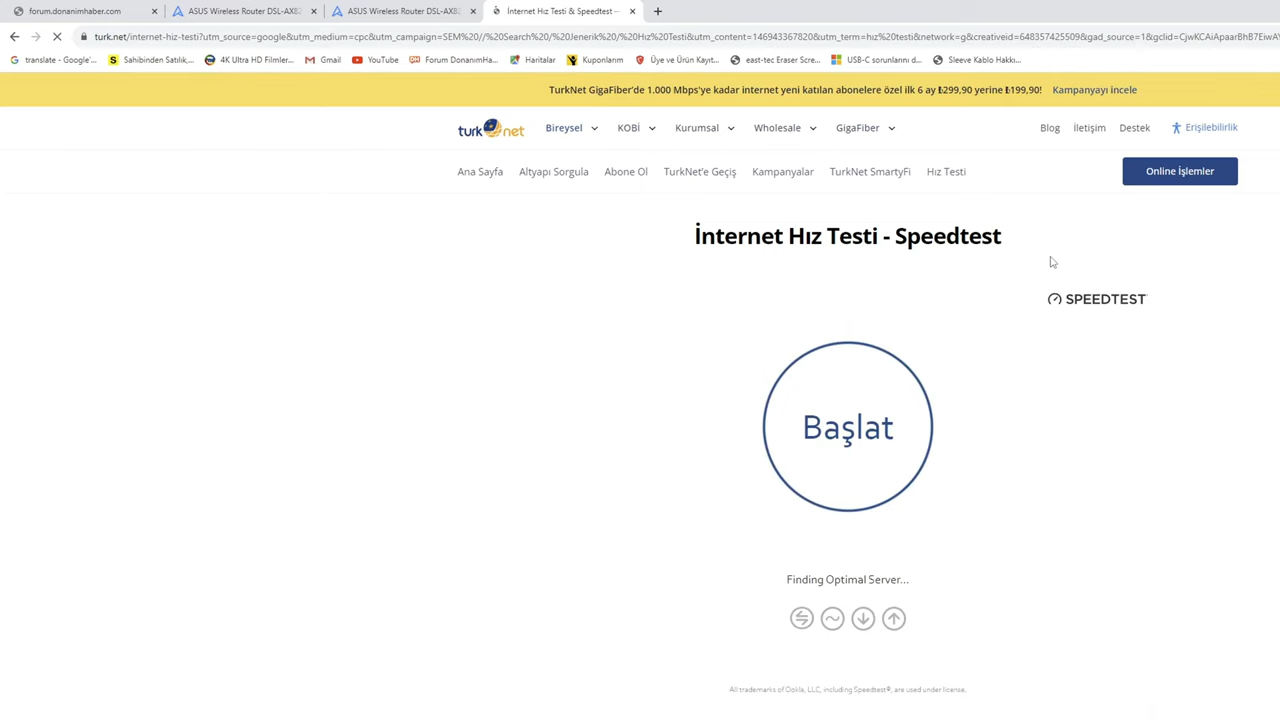 forum.donanimhaber.com
ASUS Wireless Router DSL-AX82
ASUS Wireless Router DSL-AX82
İnternet Hız Testi & Speedtest –
turk.net/internet-hiz-testi?utm_source=google&utm_medium=cpc&utm_campaign=SEM%20//%20Search%20/%20Jenerik%20/%20Hız%20Testi&utm_content=146943367820&utm_term=hız%20testi&network=g&creativeid=648357425509&gad_source=1&gclid=CjwKCAiApaarBhB7EiwAY
translate - Google'...
Sahibinden Satılık,...
4K Ultra HD Filmler...
Gmail
YouTube
Forum DonanımHa...
Haritalar
Kuponlarım
Üye ve Ürün Kayıt...
east-tec Eraser Scre...
USB-C sorunlarını d...
Sleeve Kablo Hakkı...
TurkNet GigaFiber'de 1.000 Mbps'ye kadar internet yeni katılan abonelere özel ilk 6 ay ₺299,90 yerine ₺199,90! Kampanyayı incele
turk net
Bireysel
KOBİ
Kurumsal
Wholesale
GigaFiber
Blog
İletişim
Destek
Erişilebilirlik
Ana Sayfa
Altyapı Sorgula
Abone Ol
TurkNet'e Geçiş
Kampanyalar
TurkNet SmartyFi
Hız Testi
Online İşlemler
İnternet Hız Testi - Speedtest
SPEEDTEST
Başlat
Finding Optimal Server...
All trademarks of Ookla, LLC, including Speedtest®, are used under license.